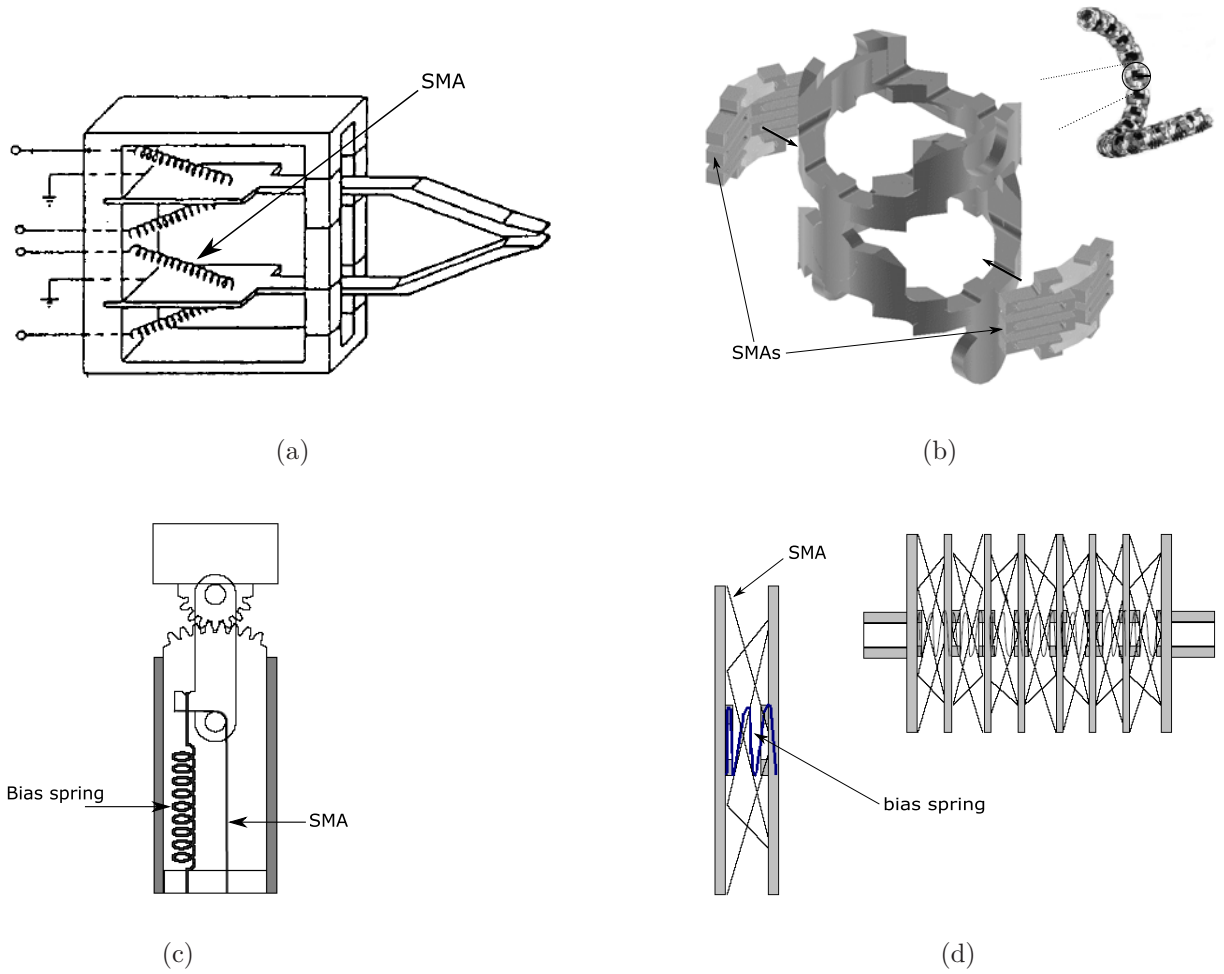 SMA
SMAs
(a)
(b)
SMA
Bias spring
SMA
bias spring
(c)
(d)